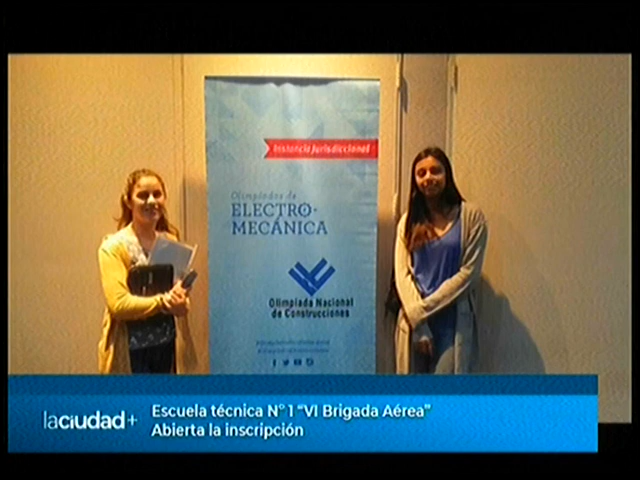 Instancia Jurisdiccional
Olimpíadas de
ELECTRO-
MECÁNICA
Olimpíada Nacional
de Construcciones
laciudad+
Escuela técnica N° 1 "VI Brigada Aérea"
Abierta la inscripción